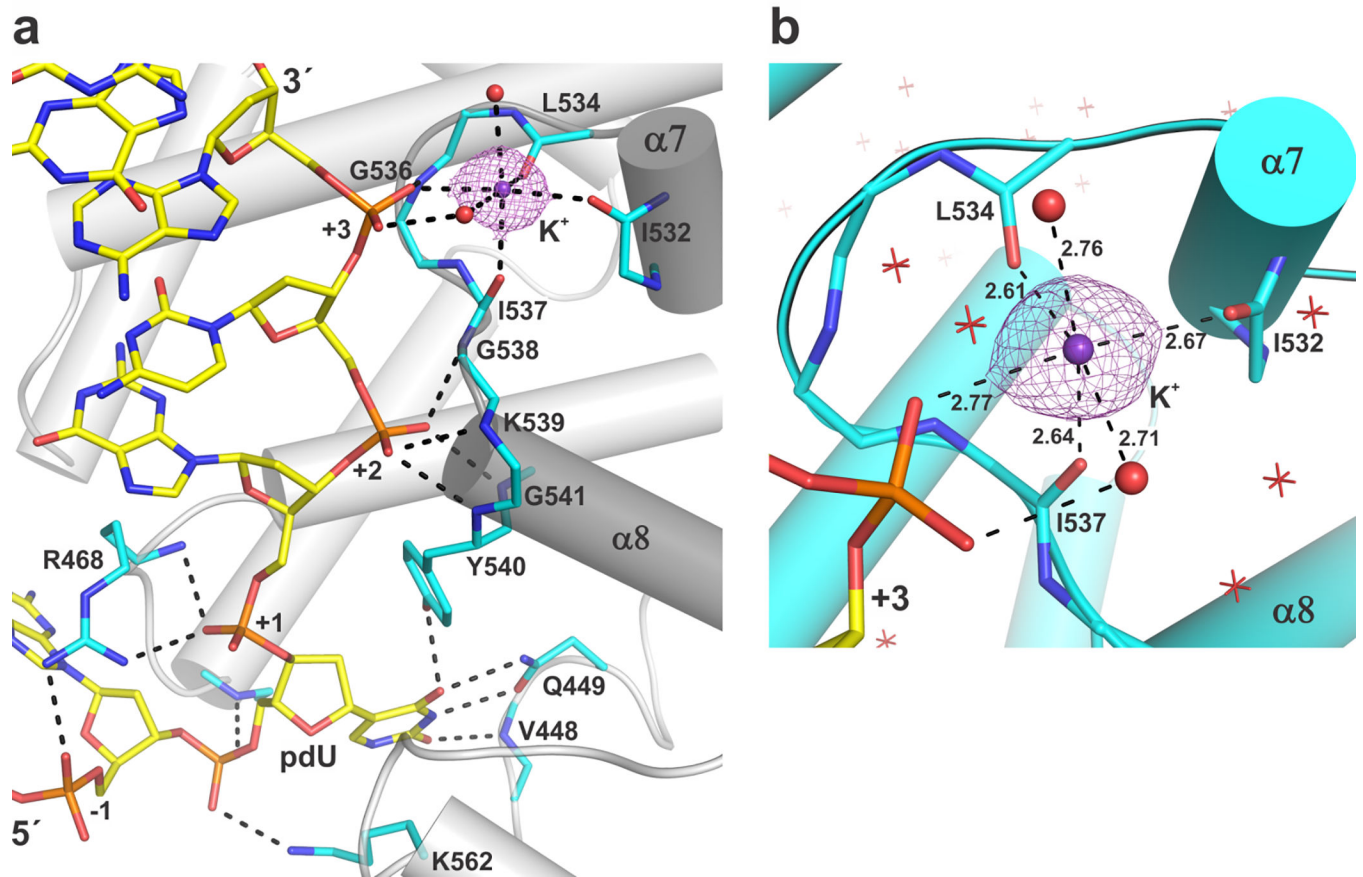 a
3´
L534
α7
G536
+3
K⁺
I532
I537
G538
K539
+2
G541
α8
R468
Y540
+1
Q449
V448
pdU
-1
5´
K562
b
α7
L534
2.76
2.61
2.67
I532
2.77
K⁺
2.64
2.71
I537
+3
α8